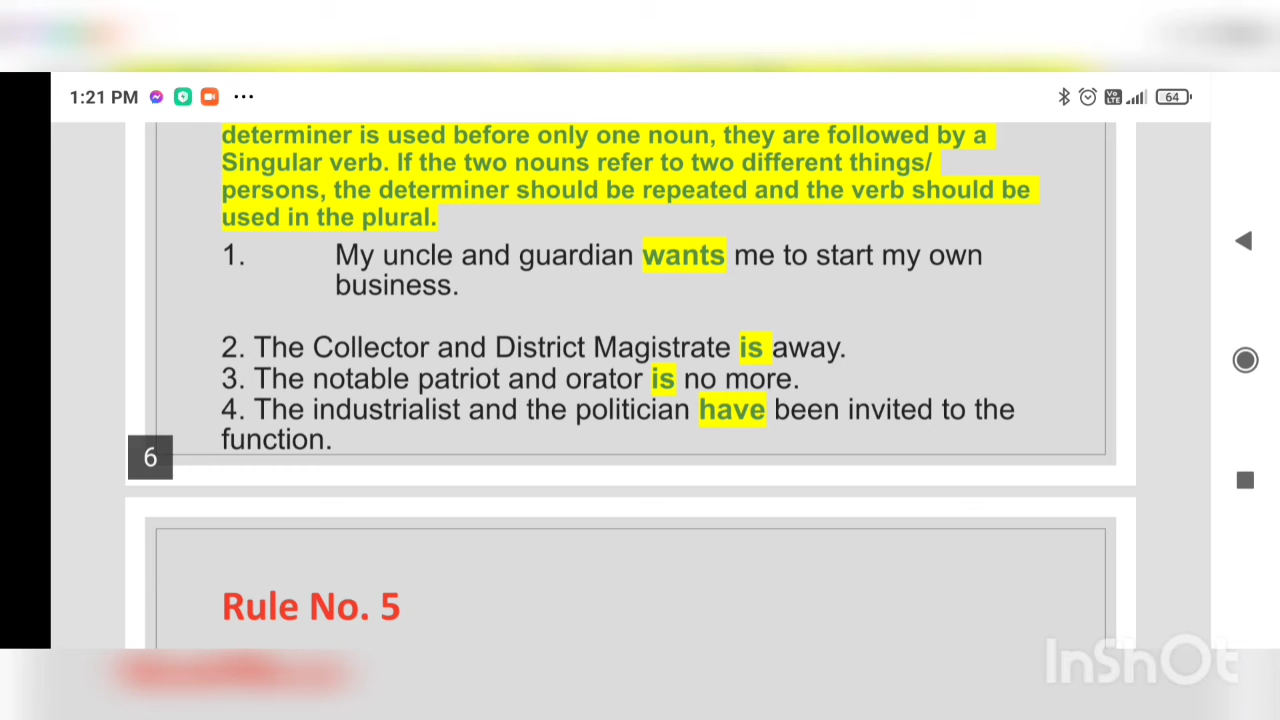 1:21 PM ... Vo LTE 64
determiner is used before only one noun, they are followed by a
Singular verb. If the two nouns refer to two different things/
persons, the determiner should be repeated and the verb should be
used in the plural.
1. My uncle and guardian wants me to start my own
business.
2. The Collector and District Magistrate is away.
3. The notable patriot and orator is no more.
4. The industrialist and the politician have been invited to the
function.
6
Rule No. 5
InShOt